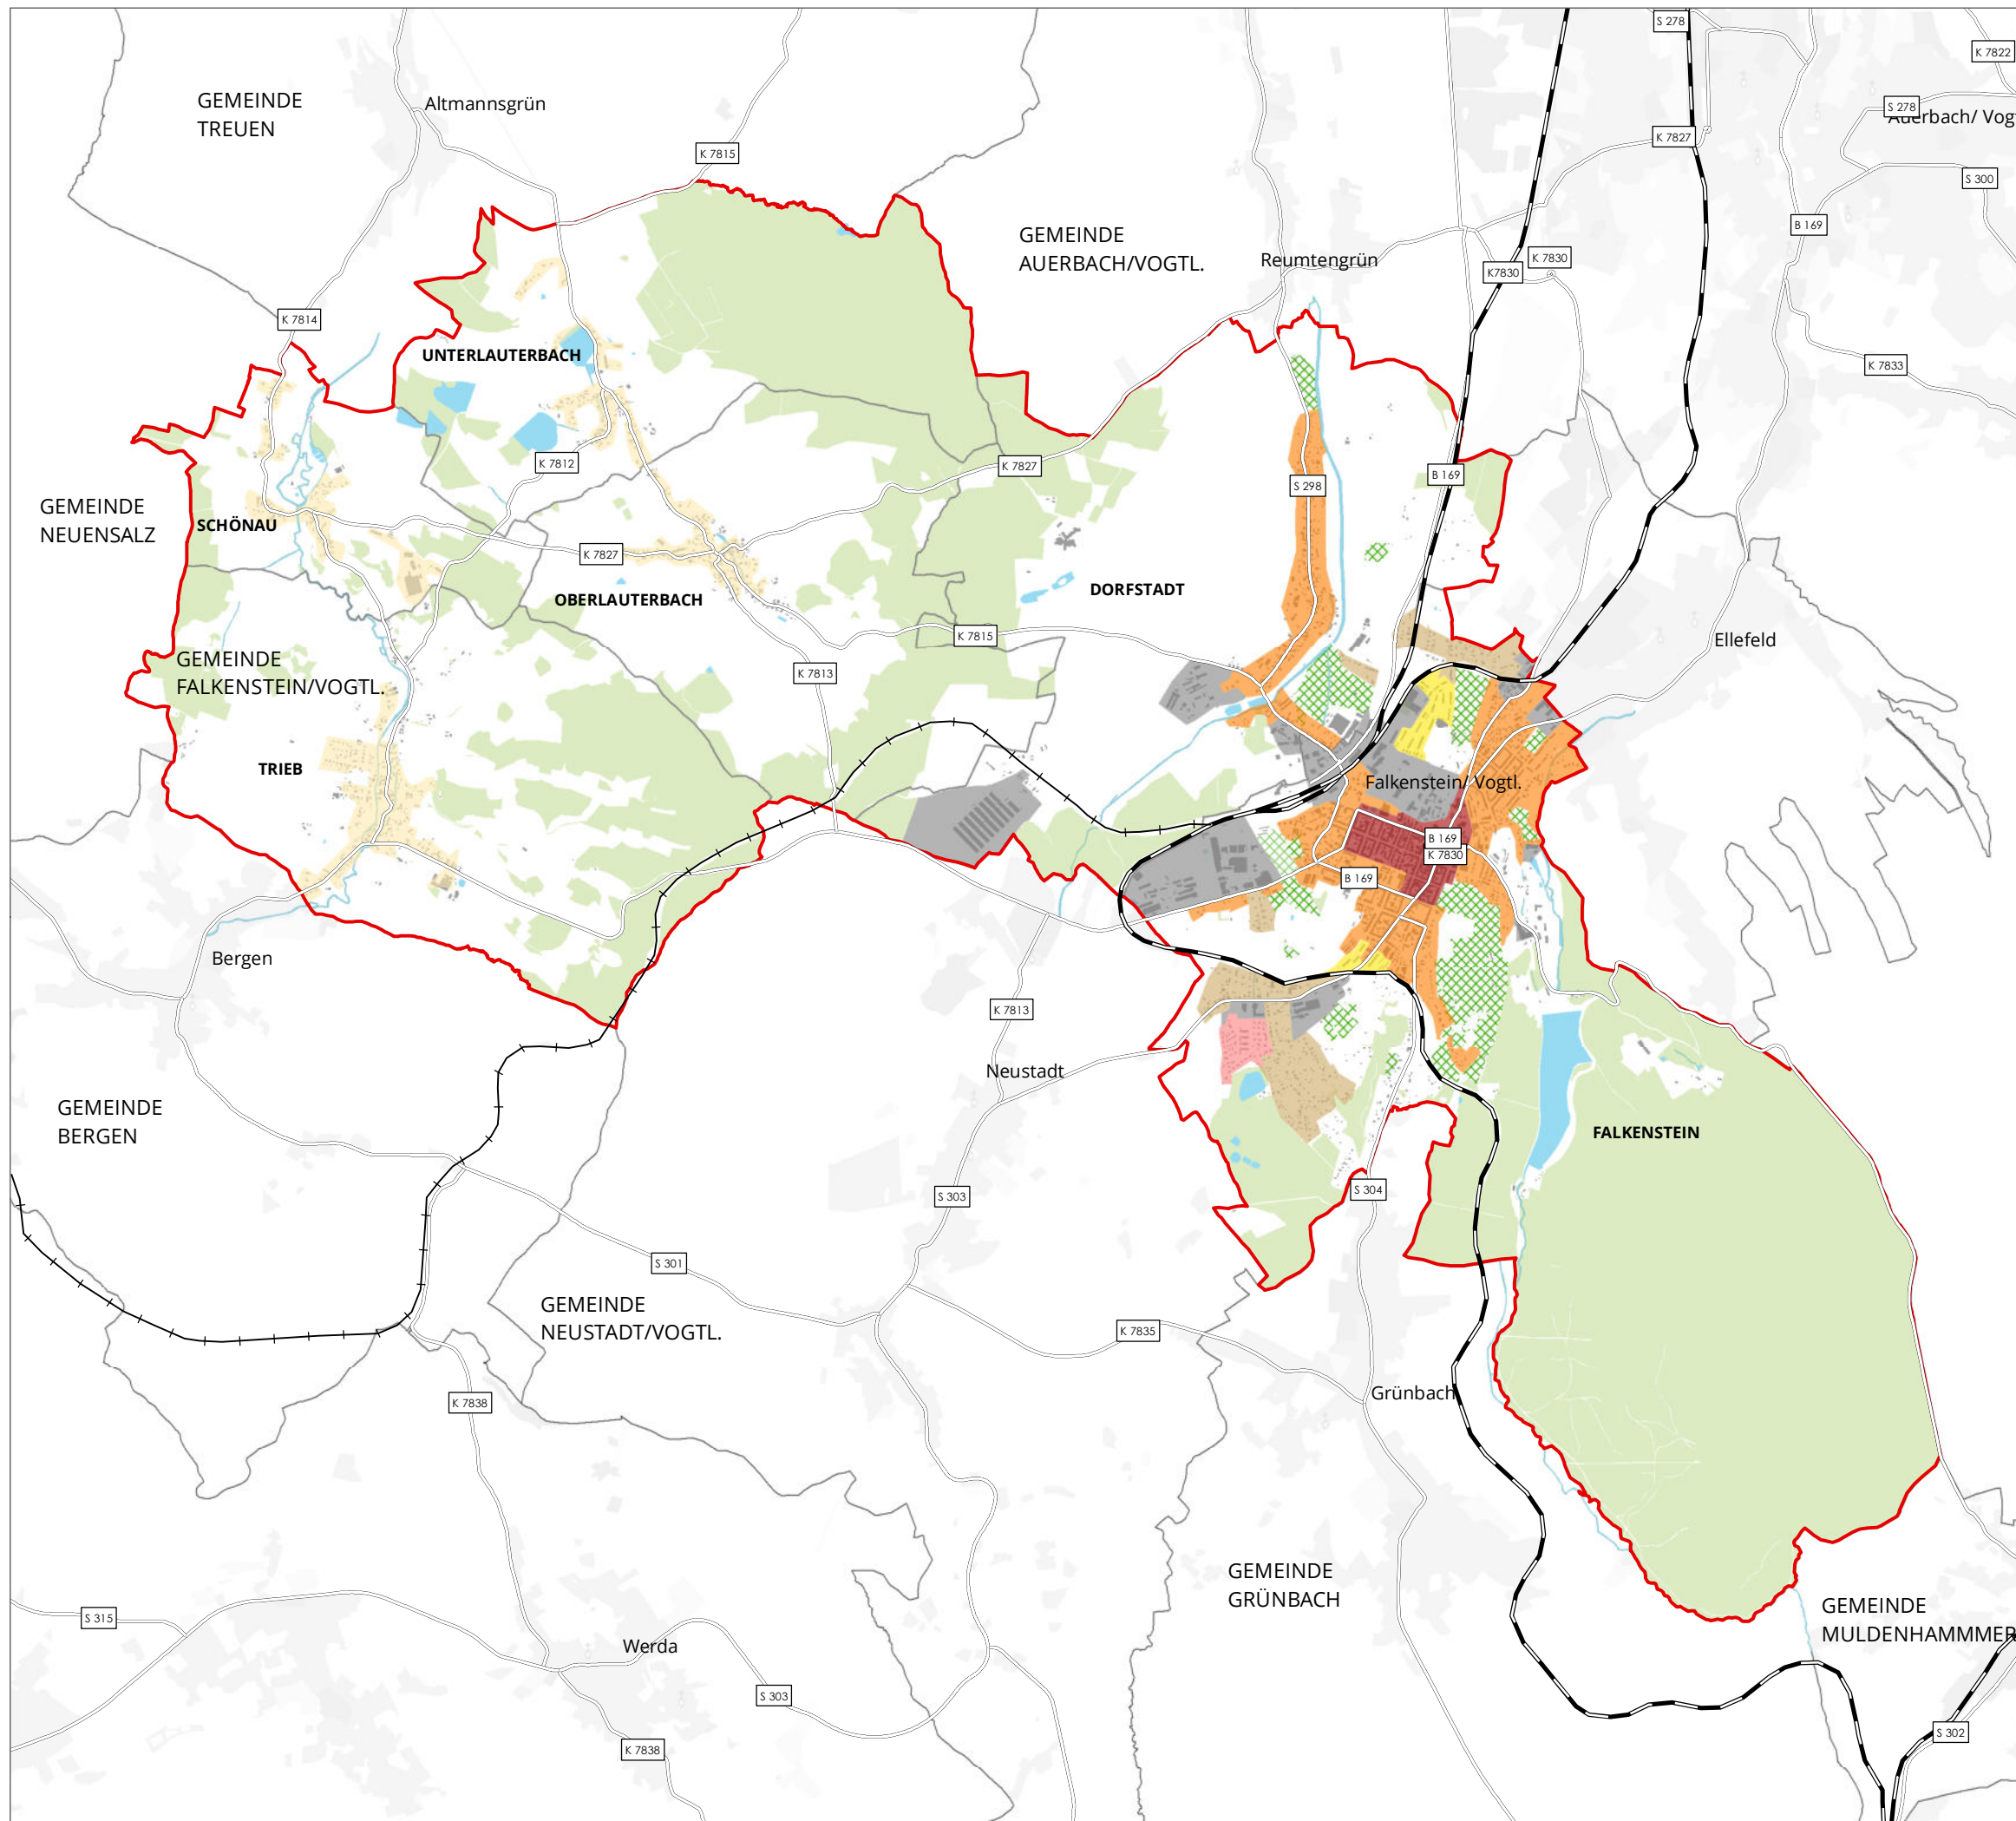 S 278
K 7822
GEMEINDE
TREUEN
Altmannsgrün
S 278
Auerbach/ Vog
K 7827
K 7815
S 300
B 169
GEMEINDE
AUERBACH/VOGTL.
Reumtengrün
K 7830
K7830
K 7814
UNTERLAUTERBACH
K 7833
K 7812
K 7827
B 169
S 298
GEMEINDE
NEUENSALZ
SCHÖNAU
K 7827
OBERLAUTERBACH
DORFSTADT
K 7815
Ellefeld
GEMEINDE
FALKENSTEIN/VOGTL.
K 7813
TRIEB
Falkenstein/ Vogtl.
B 169
K 7830
B 169
Bergen
K 7813
Neustadt
GEMEINDE
BERGEN
FALKENSTEIN
S 304
S 303
S 301
GEMEINDE
NEUSTADT/VOGTL.
K 7835
Grünbach
K 7838
GEMEINDE
GRÜNBACH
GEMEINDE
MULDENHAMMMER
S 315
Werda
S 303
S 302
K 7838